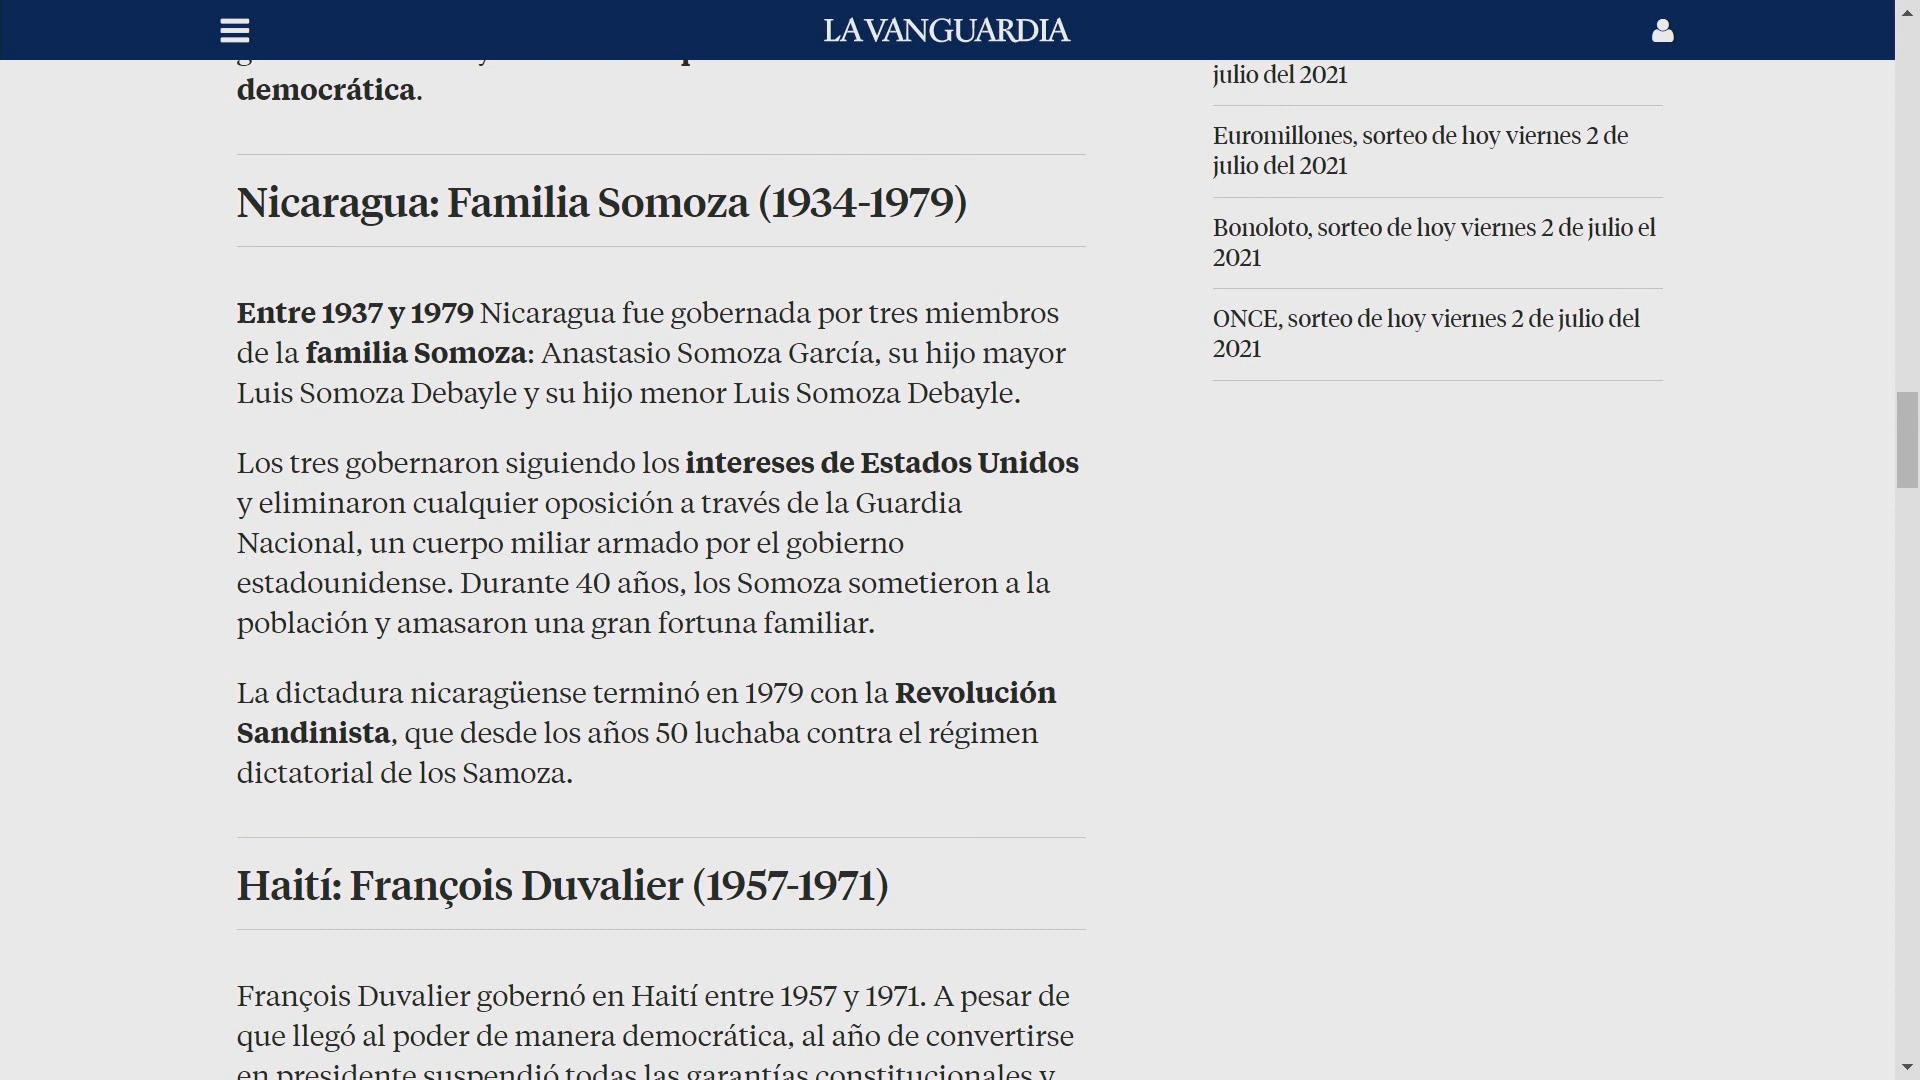 LA VANGUARDIA
democrática.
Nicaragua: Familia Somoza (1934-1979)
Entre 1937 y 1979 Nicaragua fue gobernada por tres miembros
de la familia Somoza: Anastasio Somoza García, su hijo mayor
Luis Somoza Debayle y su hijo menor Luis Somoza Debayle.
Los tres gobernaron siguiendo los intereses de Estados Unidos
y eliminaron cualquier oposición a través de la Guardia
Nacional, un cuerpo miliar armado por el gobierno
estadounidense. Durante 40 años, los Somoza sometieron a la
población y amasaron una gran fortuna familiar.
La dictadura nicaragüense terminó en 1979 con la Revolución
Sandinista, que desde los años 50 luchaba contra el régimen
dictatorial de los Samoza.
Haití: François Duvalier (1957-1971)
François Duvalier gobernó en Haití entre 1957 y 1971. A pesar de
que llegó al poder de manera democrática, al año de convertirse
en presidente suspendió todas las garantías constitucionales y
julio del 2021
Euromillones, sorteo de hoy viernes 2 de
julio del 2021
Bonoloto, sorteo de hoy viernes 2 de julio el
2021
ONCE, sorteo de hoy viernes 2 de julio del
2021